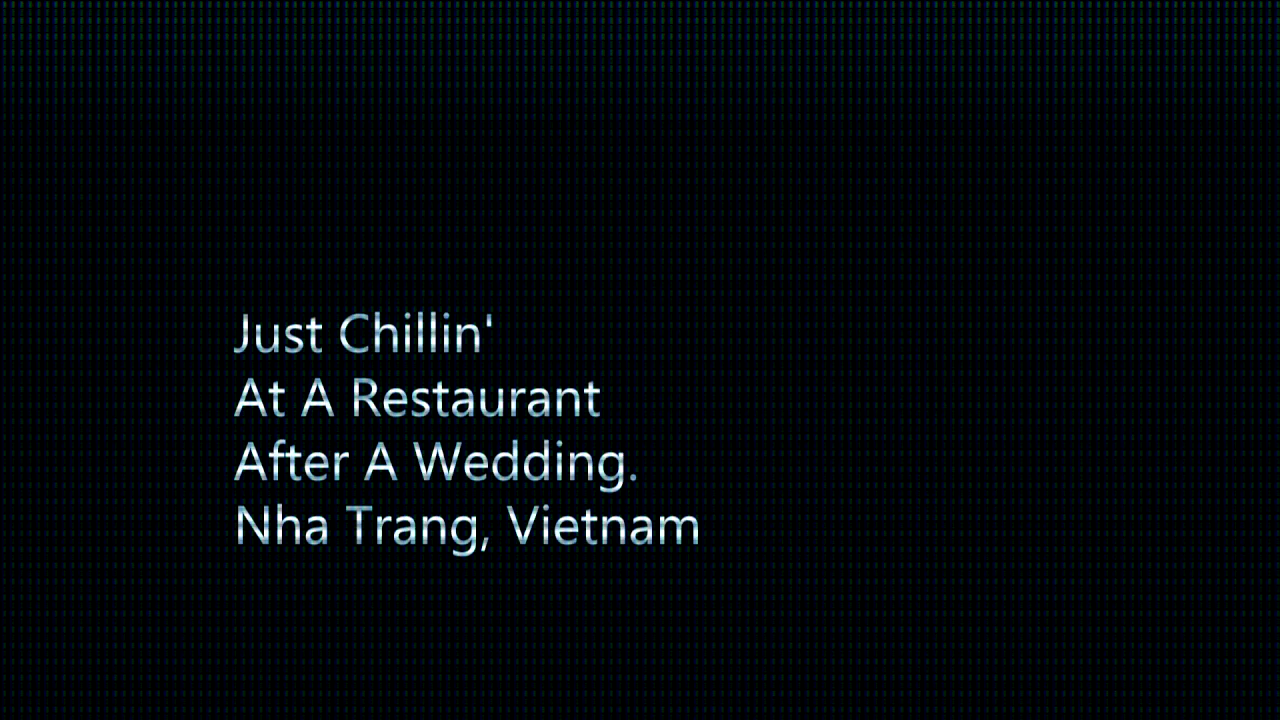 Just Chillin'
At A Restaurant
After A Wedding.
Nha Trang, Vietnam